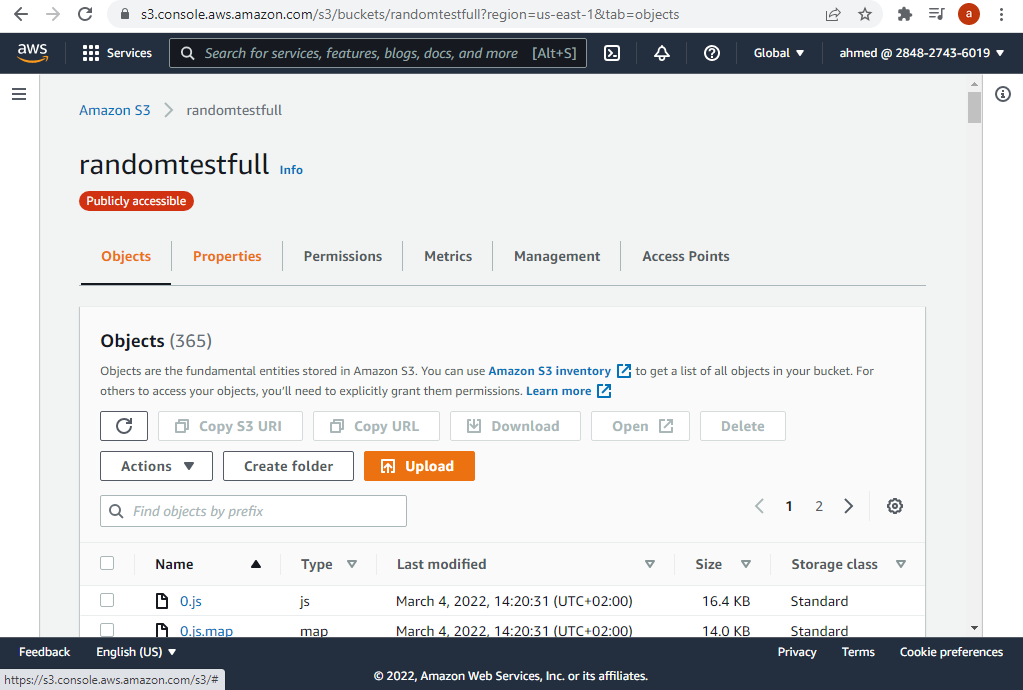 s3.console.aws.amazon.com/s3/buckets/randomtestfull?region=us-east-1&tab=objects
a
aws Services Search for services, features, blogs, docs, and more [Alt+S] Global ▼ ahmed @ 2848-2743-6019 ▼
Amazon S3 > randomtestfull
randomtestfull Info
Publicly accessible
Objects Properties Permissions Metrics Management Access Points
Objects (365)
Objects are the fundamental entities stored in Amazon S3. You can use Amazon S3 inventory to get a list of all objects in your bucket. For
others to access your objects, you'll need to explicitly grant them permissions. Learn more
Copy S3 URI Copy URL Download Open Delete
Actions ▼ Create folder Upload
Find objects by prefix
1 2
Name Type Last modified Size Storage class
0.js js March 4, 2022, 14:20:31 (UTC+02:00) 16.4 KB Standard
0.js.map map March 4, 2022, 14:20:31 (UTC+02:00) 14.0 KB Standard
Feedback English (US) ▼ Privacy Terms Cookie preferences
https://s3.console.aws.amazon.com/s3/#
© 2022, Amazon Web Services, Inc. or its affiliates.